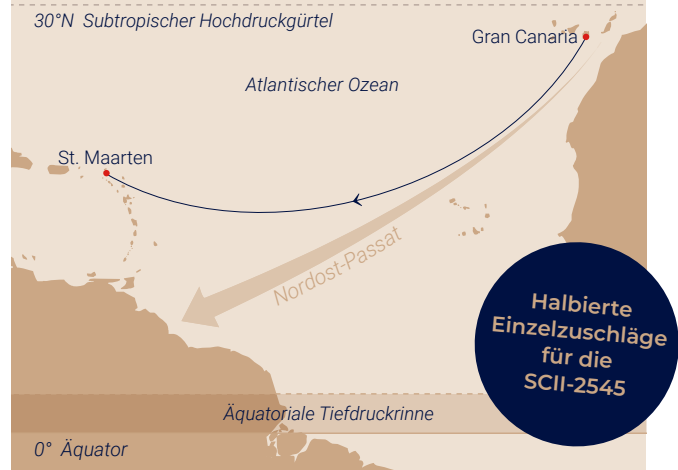 30°N Subtropischer Hochdruckgürtel
Gran Canaria
Atlantischer Ozean
St. Maarten
Nordost-Passat
Halbierte
Einzelzuschläge
für die
SCII-2545
Äquatoriale Tiefdruckrinne
0° Äquator